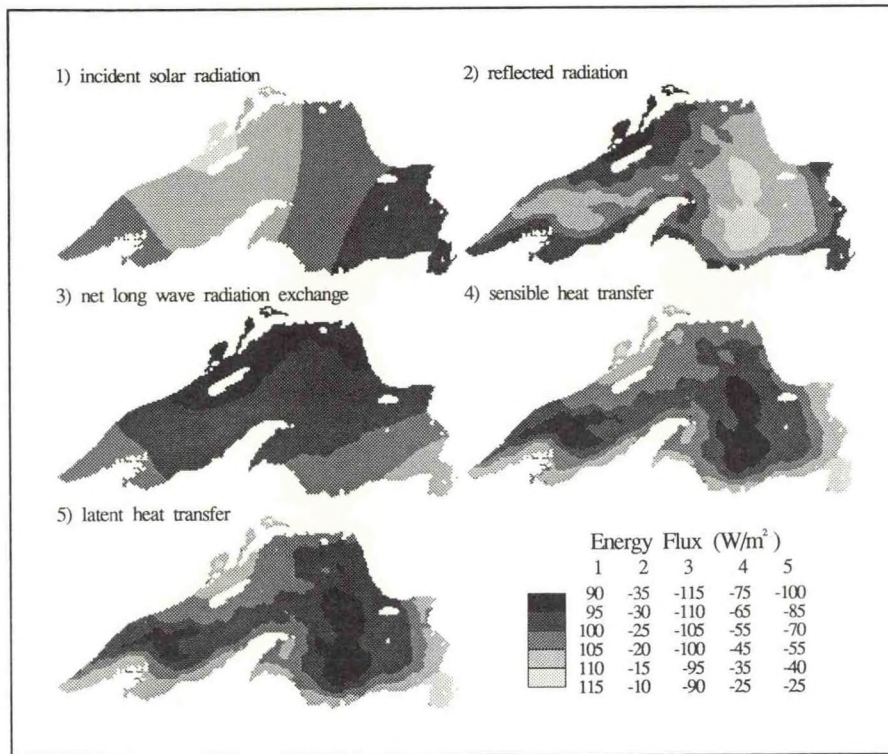 1) incident solar radiation
2) reflected radiation
3) net long wave radiation exchange
4) sensible heat transfer
5) latent heat transfer
Energy Flux (W/m²)
1 2 3 4 5
90 -35 -115 -75 -100
95 -30 -110 -65 -85
100 -25 -105 -55 -70
105 -20 -100 -45 -55
110 -15 -95 -35 -40
115 -10 -90 -25 -25